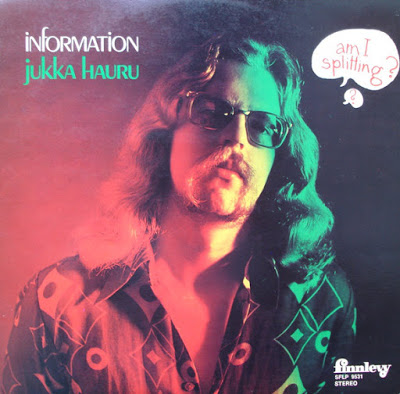 information
jukka hauru
am I
splitting?
?
finnlevy
SFLP 9531
STEREO